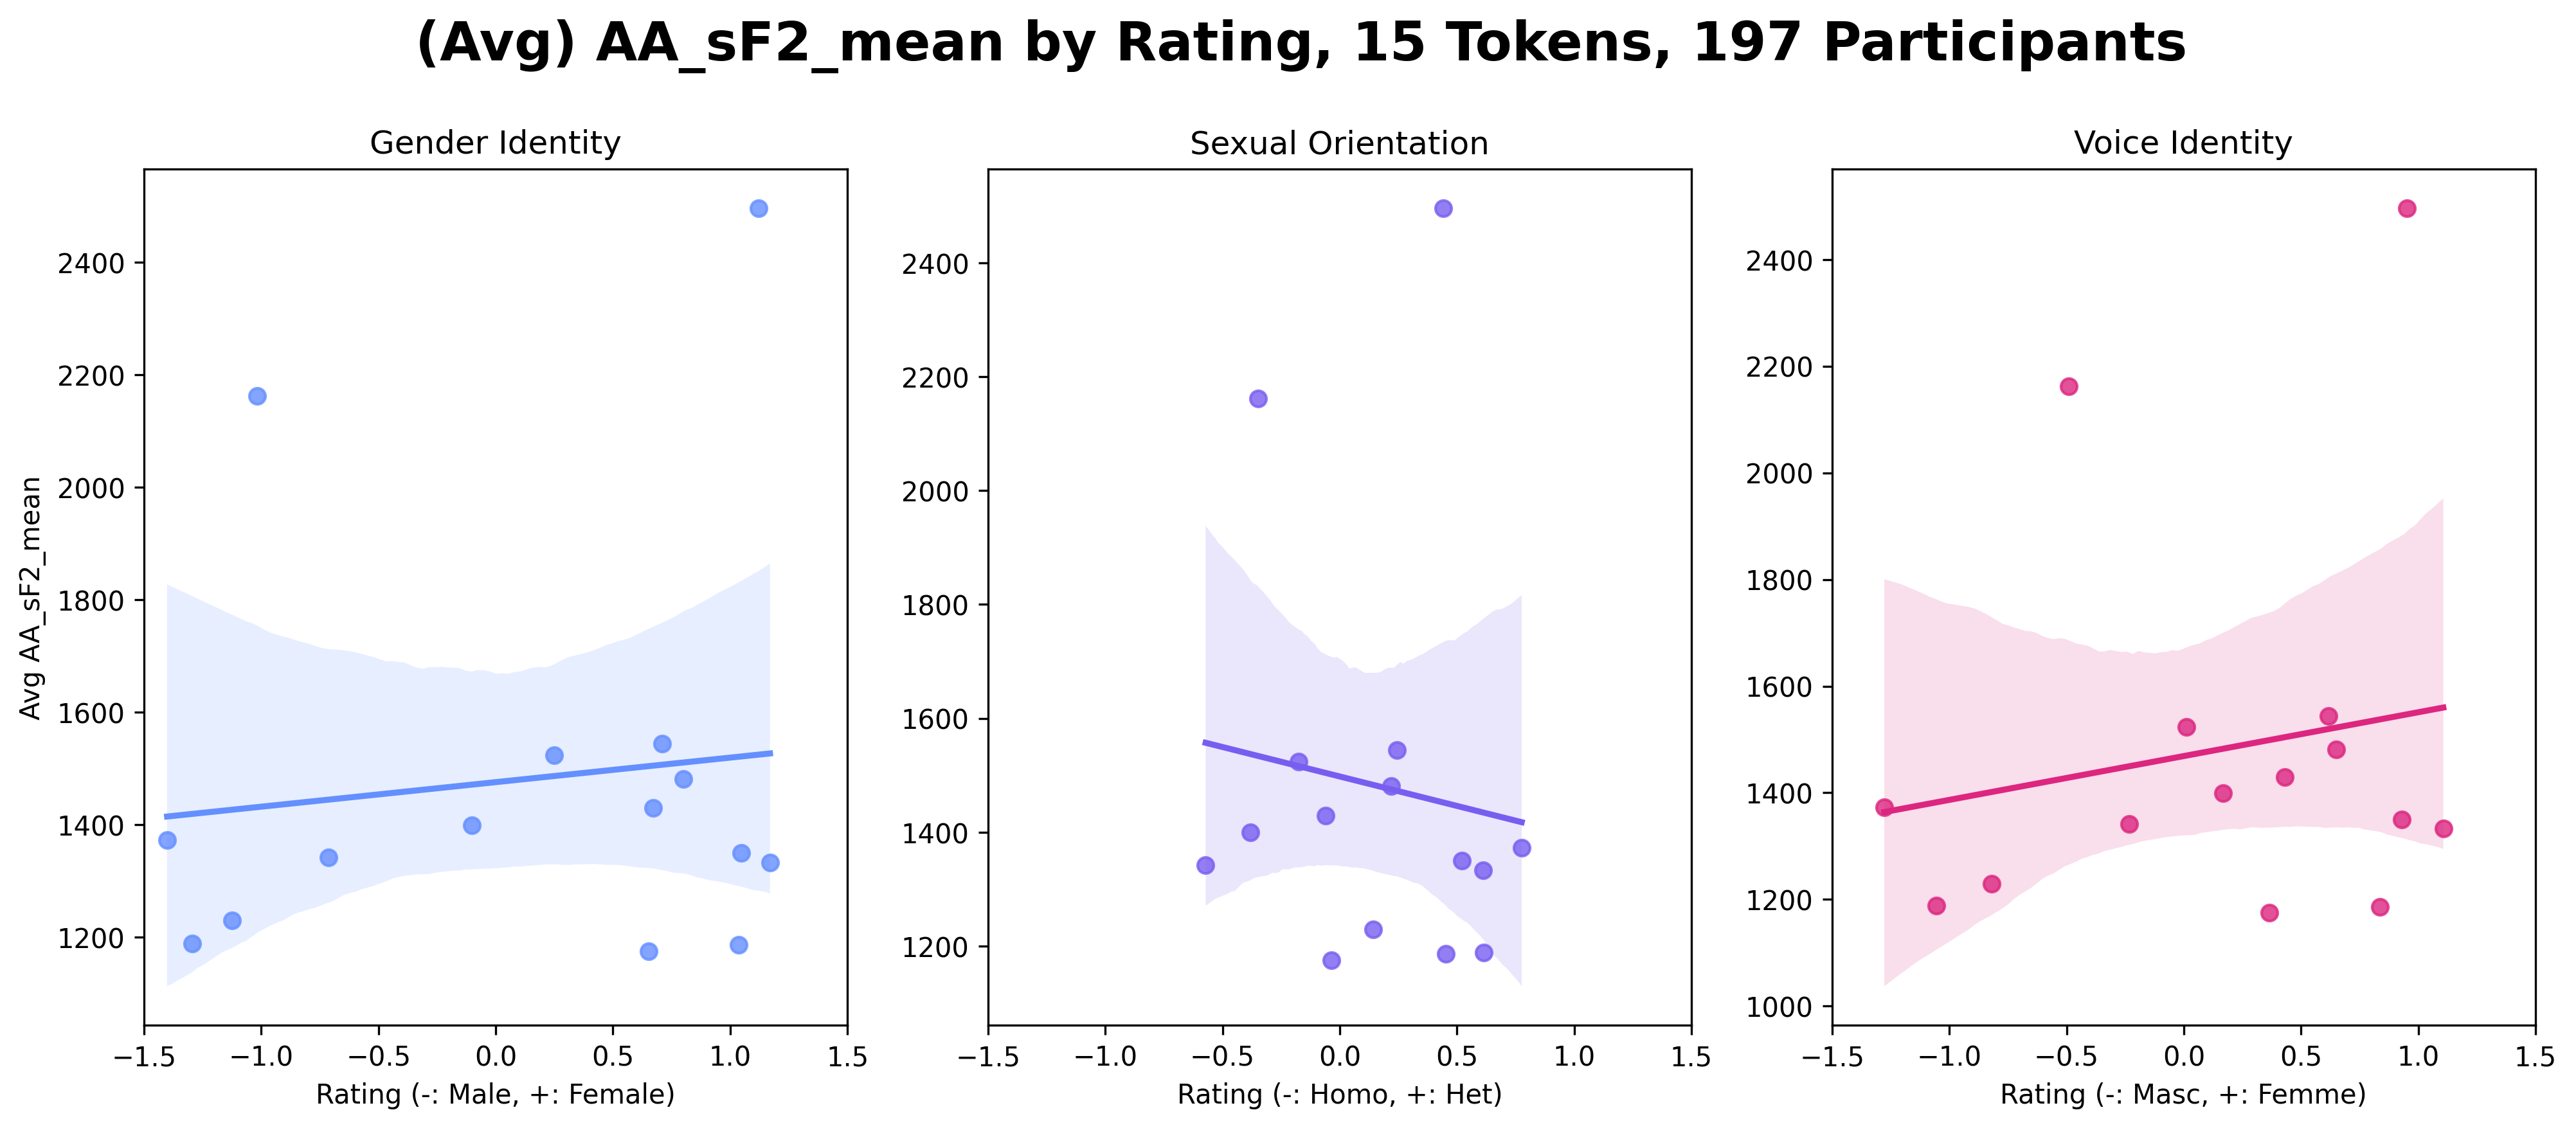 (Avg) AA_sF2_mean by Rating, 15 Tokens, 197 Participants
Gender Identity
Sexual Orientation
Voice Identity
Avg AA_sF2_mean
2400
2200
2000
1800
1600
1400
1200
−1.5 −1.0 −0.5 0.0 0.5 1.0 1.5
Rating (-: Male, +: Female)
2400
2200
2000
1800
1600
1400
1200
−1.5 −1.0 −0.5 0.0 0.5 1.0 1.5
Rating (-: Homo, +: Het)
2400
2200
2000
1800
1600
1400
1200
1000
−1.5 −1.0 −0.5 0.0 0.5 1.0 1.5
Rating (-: Masc, +: Femme)